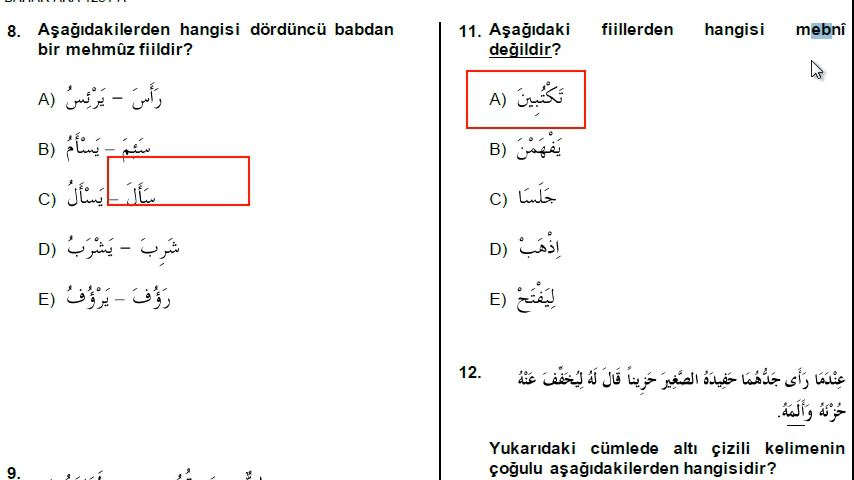 8. Aşağıdakilerden hangisi dördüncü babdan
bir mehmûz fiildir?
A) رَأَسَ – يَرْئِسُ
B) سَئِمَ – يَسْأَمُ
C) سَأَلَ – يَسْأَلُ
D) شَرِبَ – يَشْرَبُ
E) رَؤُفَ – يَرْؤُفُ
9.
11. Aşağıdaki fiillerden hangisi mebnî
değildir?
A) تَكْتُبِينَ
B) يَفْهَمْنَ
C) جَلَسَا
D) اِذْهَبْ
E) لِيَفْتَحْ
12. عِنْدَمَا رَأَى جَدُّهُمَا حَفِيدَهُ الصَّغِيرَ حَزِيناً قَالَ لَهُ لِيُخَفِّفَ عَنْهُ
حُزْنَهُ وَأَلَمَهُ.
Yukarıdaki cümlede altı çizili kelimenin
çoğulu aşağıdakilerden hangisidir?